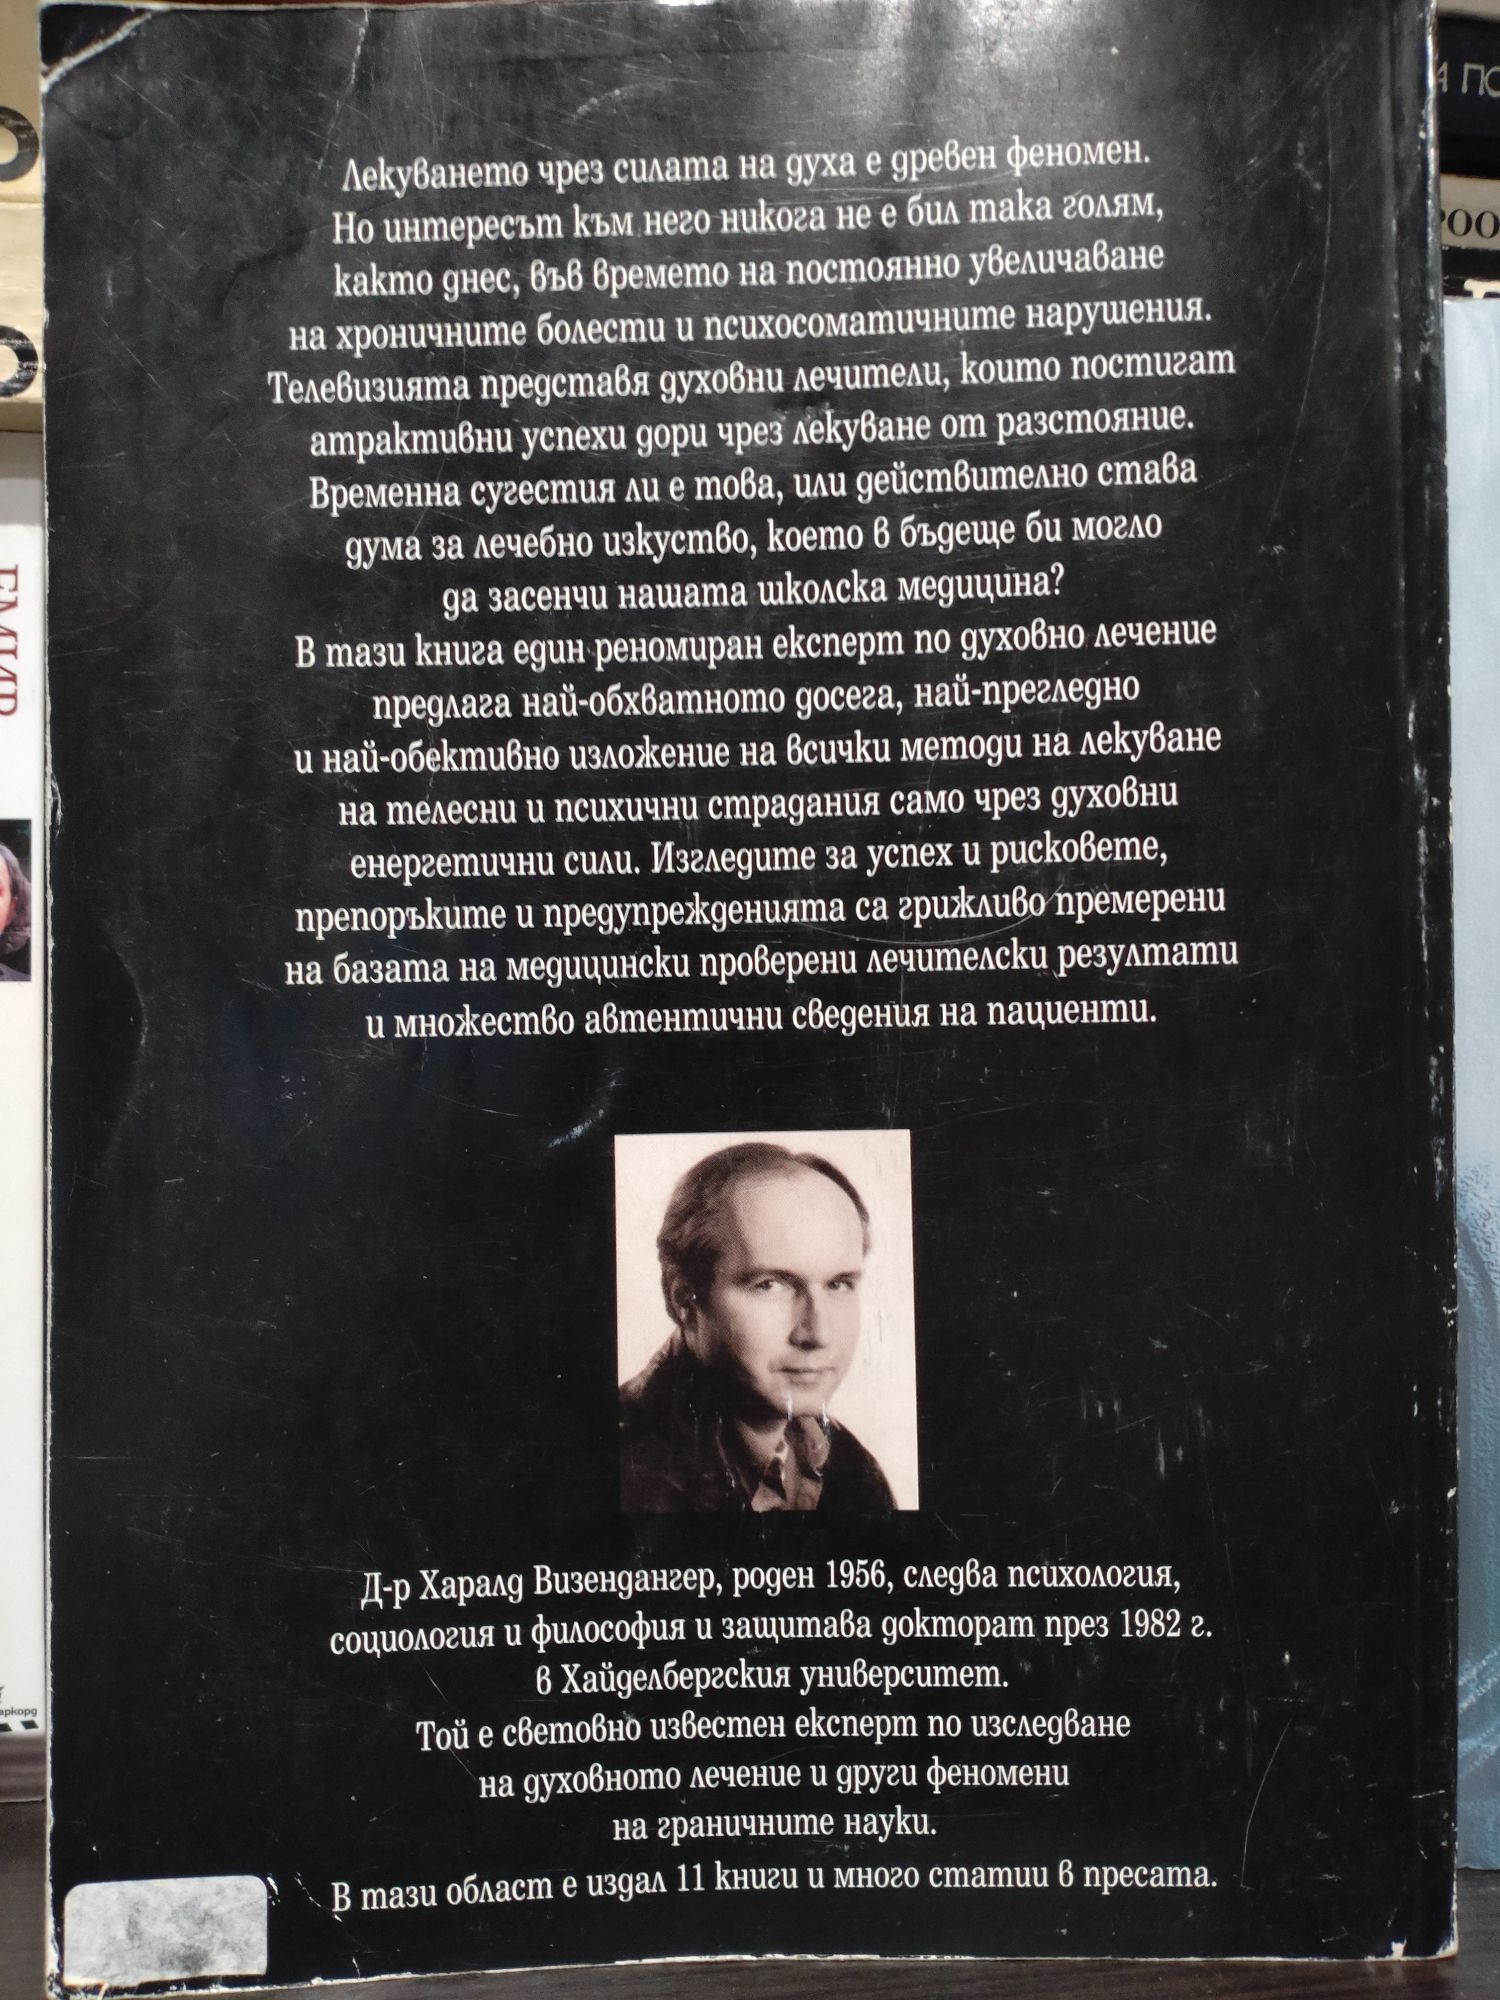 Лекуването чрез силата на духа е древен феномен.
Но интересът към него никога не е бил така голям,
както днес, във времето на постоянно увеличаване
на хроничните болести и психосоматичните нарушения.
Телевизията представя духовни лечители, които постигат
атрактивни успехи дори чрез лекуване от разстояние.
Временна сугестия ли е това, или действително става
дума за лечебно изкуство, което в бъдеще би могло
да засенчи нашата школска медицина?
В тази книга един реномиран експерт по духовно лечение
предлага най-обхватното досега, най-прегледно
и най-обективно изложение на всички методи на лекуване
на телесни и психични страдания само чрез духовни
енергетични сили. Изгледите за успех и рисковете,
препоръките и предупрежденията са грижливо премерени
на базата на медицински проверени лечителски резултати
и множество автентични сведения на пациенти.
Д-р Харалд Визендангер, роден 1956, следва психология,
социология и философия и защитава докторат през 1982 г.
в Хайделбергския университет.
Той е световно известен експерт по изследване
на духовното лечение и други феномени
на граничните науки.
В тази област е издал 11 книги и много статии в пресата.
ЕМИР